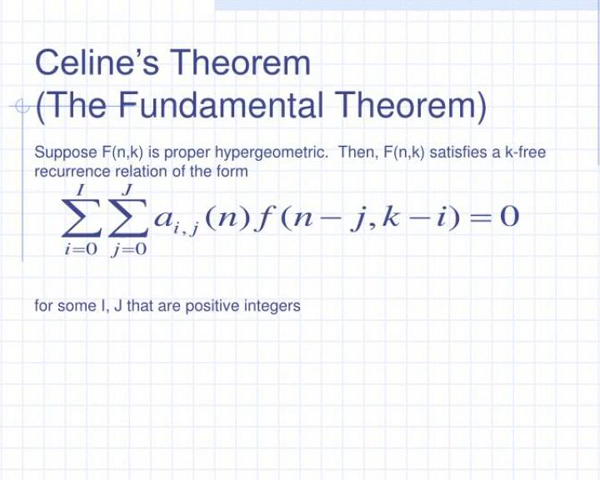 Celine’s Theorem
(The Fundamental Theorem)
Suppose F(n,k) is proper hypergeometric.  Then, F(n,k) satisfies a k-free
recurrence relation of the form
I J
∑ ∑ a_{i,j}(n) f(n − j, k − i) = 0
i=0 j=0
for some I, J that are positive integers